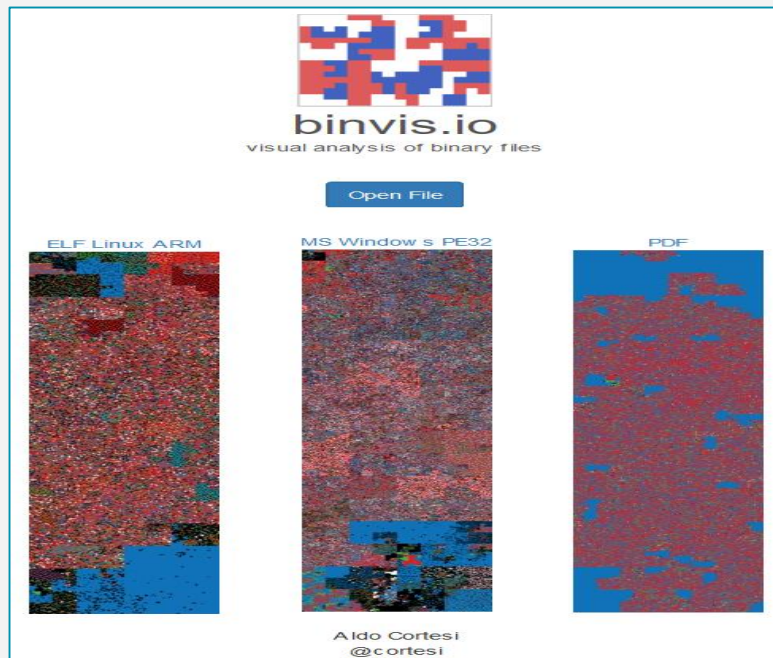 binvis.io
visual analysis of binary files
Open File
ELF Linux ARM
MS Window s PE32
PDF
Aldo Cortesi
@cortesi